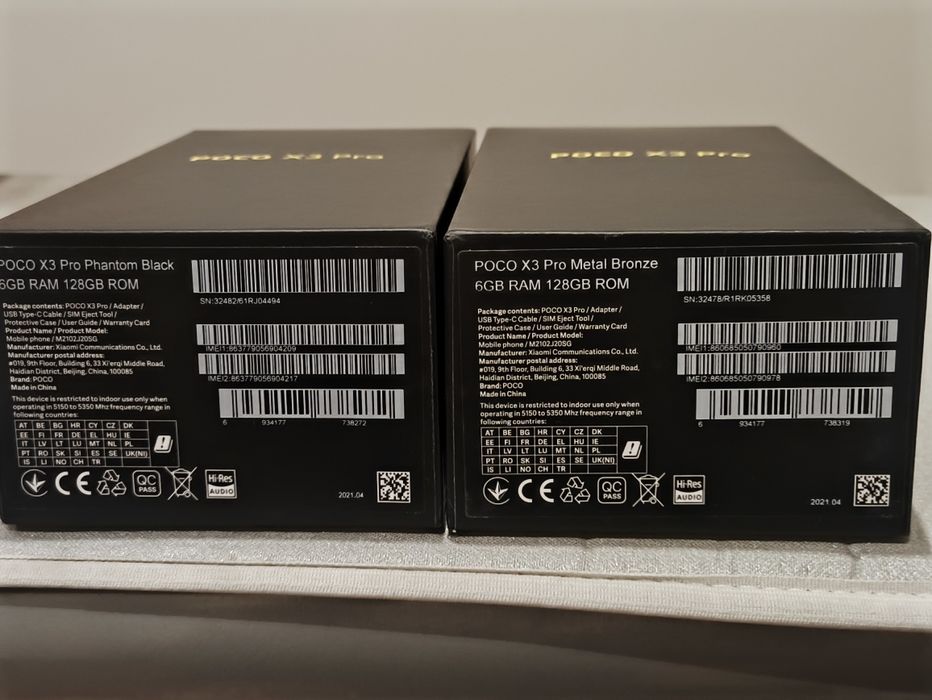 POCO X3 Pro
POCO X3 Pro Phantom Black
6GB RAM 128GB ROM
SN:32482/61RJ04494
Package contents: POCO X3 Pro / Adapter /
USB Type-C Cable / SIM Eject Tool /
Protective Case / User Guide / Warranty Card
Product Name / Product Model:
Mobile phone / M2102J20SG
Manufacturer: Xiaomi Communications Co., Ltd.
Manufacturer postal address:
#019, 9th Floor, Building 6, 33 Xi'erqi Middle Road,
Haidian District, Beijing, China, 100085
Brand: POCO
Made in China
IMEI1:863779056904209
IMEI2:863779056904217
6 934177 738272
This device is restricted to indoor use only when
operating in 5150 to 5350 Mhz frequency range in
following countries:
AT BE BG HR CY CZ DK
EE FI FR DE EL HU IE
IT LV LT LU MT NL PL
PT RO SK SI ES SE UK(NI)
IS LI NO CH TR
CE
QC
PASS
Hi-Res
AUDIO
2021.04
POCO X3 Pro
POCO X3 Pro Metal Bronze
6GB RAM 128GB ROM
SN:32478/R1RK05358
Package contents: POCO X3 Pro / Adapter /
USB Type-C Cable / SIM Eject Tool /
Protective Case / User Guide / Warranty Card
Product Name / Product Model:
Mobile phone / M2102J20SG
Manufacturer: Xiaomi Communications Co., Ltd.
Manufacturer postal address:
#019, 9th Floor, Building 6, 33 Xi'erqi Middle Road,
Haidian District, Beijing, China, 100085
Brand: POCO
Made in China
IMEI1:860685050790960
IMEI2:860685050790978
6 934177 738319
This device is restricted to indoor use only when
operating in 5150 to 5350 Mhz frequency range in
following countries:
AT BE BG HR CY CZ DK
EE FI FR DE EL HU IE
IT LV LT LU MT NL PL
PT RO SK SI ES SE UK(NI)
IS LI NO CH TR
CE
QC
PASS
Hi-Res
AUDIO
2021.04